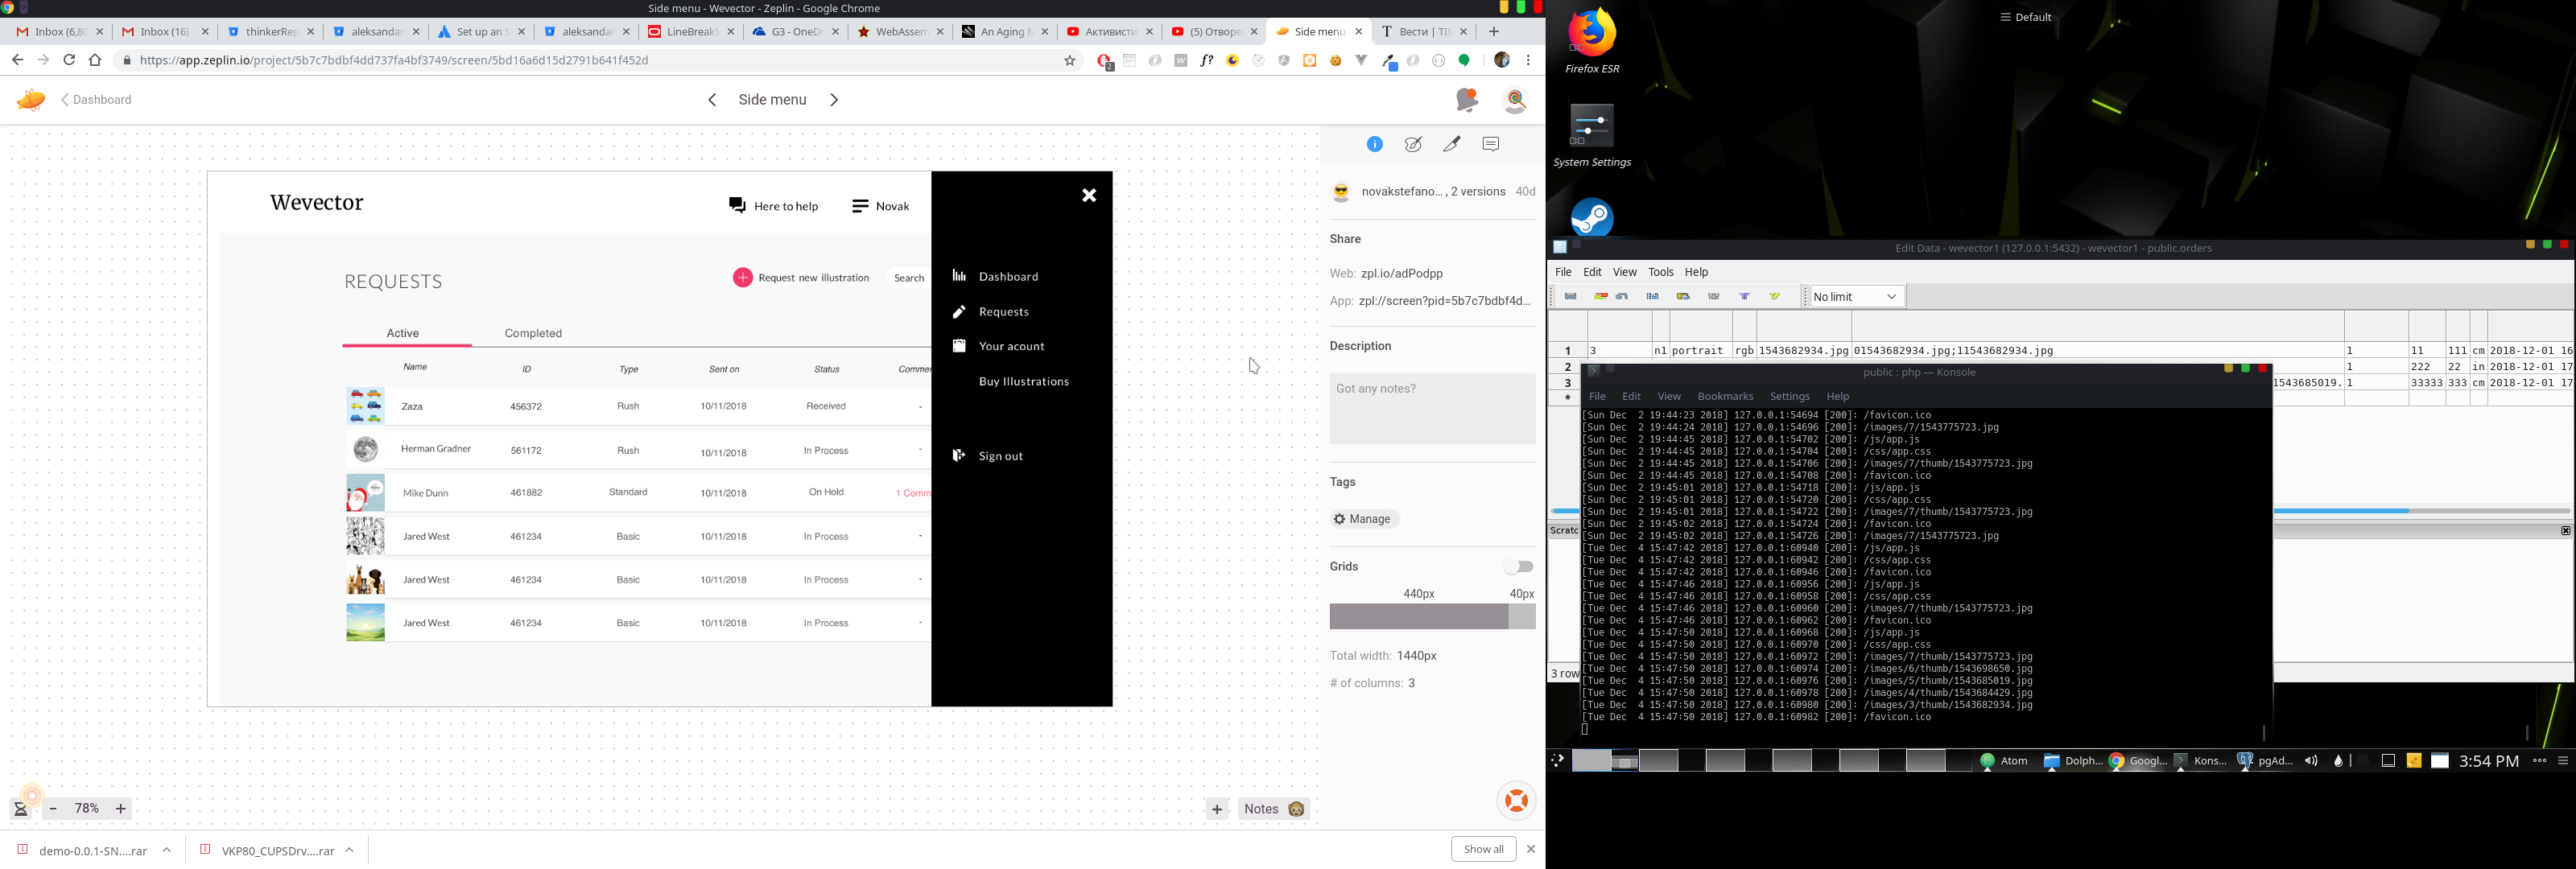 Side menu - Wevector - Zeplin - Google Chrome
Inbox (6,80
Inbox (16) -
thinkerRep
aleksandar
Set up an S
aleksandar
LineBreakS
G3 - OneDr
WebAssem
An Aging M
Активисти
(5) Отворе
Side menu
Вести | TI
https://app.zeplin.io/project/5b7c7bdbf4dd737fa4bf3749/screen/5bd16a6d15d2791b641f452d
Dashboard
Side menu
Wevector
Here to help
Novak
REQUESTS
Request new illustration
Search
Active
Completed
Name ID Type Sent on Status Commen
Zaza 456372 Rush 10/11/2018 Received -
Herman Gradner 561172 Rush 10/11/2018 In Process -
Mike Dunn 461882 Standard 10/11/2018 On Hold 1 Comm
Jared West 461234 Basic 10/11/2018 In Process -
Jared West 461234 Basic 10/11/2018 In Process -
Jared West 461234 Basic 10/11/2018 In Process -
Dashboard
Requests
Your acount
Buy Illustrations
Sign out
novakstefano... , 2 versions 40d
Share
Web: zpl.io/adPodpp
App: zpl://screen?pid=5b7c7bdbf4d...
Description
Got any notes?
Tags
Manage
Grids
440px 40px
Total width: 1440px
# of columns: 3
- 78% +
+ Notes
demo-0.0.1-SN....rar
VKP80_CUPSDrv....rar
Show all
Default
Firefox ESR
System Settings
Edit Data - wevector1 (127.0.0.1:5432) - wevector1 - public.orders
File Edit View Tools Help
No limit
1 3 n1 portrait rgb 1543682934.jpg 01543682934.jpg;11543682934.jpg 1 11 111 cm 2018-12-01 16
2 1 222 22 in 2018-12-01 17
3 1543685019. 1 33333 333 cm 2018-12-01 17
*
Scratc
3 row
public : php — Konsole
File Edit View Bookmarks Settings Help
[Sun Dec  2 19:44:23 2018] 127.0.0.1:54694 [200]: /favicon.ico
[Sun Dec  2 19:44:24 2018] 127.0.0.1:54696 [200]: /images/7/1543775723.jpg
[Sun Dec  2 19:44:45 2018] 127.0.0.1:54702 [200]: /js/app.js
[Sun Dec  2 19:44:45 2018] 127.0.0.1:54704 [200]: /css/app.css
[Sun Dec  2 19:44:45 2018] 127.0.0.1:54706 [200]: /images/7/thumb/1543775723.jpg
[Sun Dec  2 19:44:45 2018] 127.0.0.1:54708 [200]: /favicon.ico
[Sun Dec  2 19:45:01 2018] 127.0.0.1:54718 [200]: /js/app.js
[Sun Dec  2 19:45:01 2018] 127.0.0.1:54720 [200]: /css/app.css
[Sun Dec  2 19:45:01 2018] 127.0.0.1:54722 [200]: /images/7/thumb/1543775723.jpg
[Sun Dec  2 19:45:02 2018] 127.0.0.1:54724 [200]: /favicon.ico
[Sun Dec  2 19:45:02 2018] 127.0.0.1:54726 [200]: /images/7/1543775723.jpg
[Tue Dec  4 15:47:42 2018] 127.0.0.1:60940 [200]: /js/app.js
[Tue Dec  4 15:47:42 2018] 127.0.0.1:60942 [200]: /css/app.css
[Tue Dec  4 15:47:42 2018] 127.0.0.1:60946 [200]: /favicon.ico
[Tue Dec  4 15:47:46 2018] 127.0.0.1:60956 [200]: /js/app.js
[Tue Dec  4 15:47:46 2018] 127.0.0.1:60958 [200]: /css/app.css
[Tue Dec  4 15:47:46 2018] 127.0.0.1:60960 [200]: /images/7/thumb/1543775723.jpg
[Tue Dec  4 15:47:46 2018] 127.0.0.1:60962 [200]: /favicon.ico
[Tue Dec  4 15:47:50 2018] 127.0.0.1:60968 [200]: /js/app.js
[Tue Dec  4 15:47:50 2018] 127.0.0.1:60970 [200]: /css/app.css
[Tue Dec  4 15:47:50 2018] 127.0.0.1:60972 [200]: /images/7/thumb/1543775723.jpg
[Tue Dec  4 15:47:50 2018] 127.0.0.1:60974 [200]: /images/6/thumb/1543698650.jpg
[Tue Dec  4 15:47:50 2018] 127.0.0.1:60976 [200]: /images/5/thumb/1543685019.jpg
[Tue Dec  4 15:47:50 2018] 127.0.0.1:60978 [200]: /images/4/thumb/1543684429.jpg
[Tue Dec  4 15:47:50 2018] 127.0.0.1:60980 [200]: /images/3/thumb/1543682934.jpg
[Tue Dec  4 15:47:50 2018] 127.0.0.1:60982 [200]: /favicon.ico
Atom
Dolph...
Googl...
Kons...
pgAd...
3:54 PM